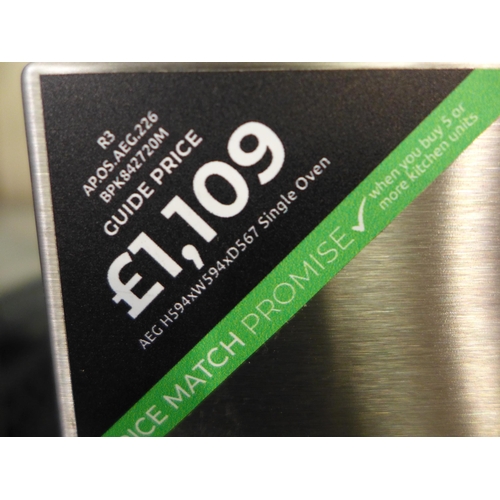 R3
APOS.AEG.226
BPK842720M
GUIDE PRICE
£1,109
AEG H594xW594xD567 Single Oven
MATCH PROMISE
when you buy 5 or
more kitchen units